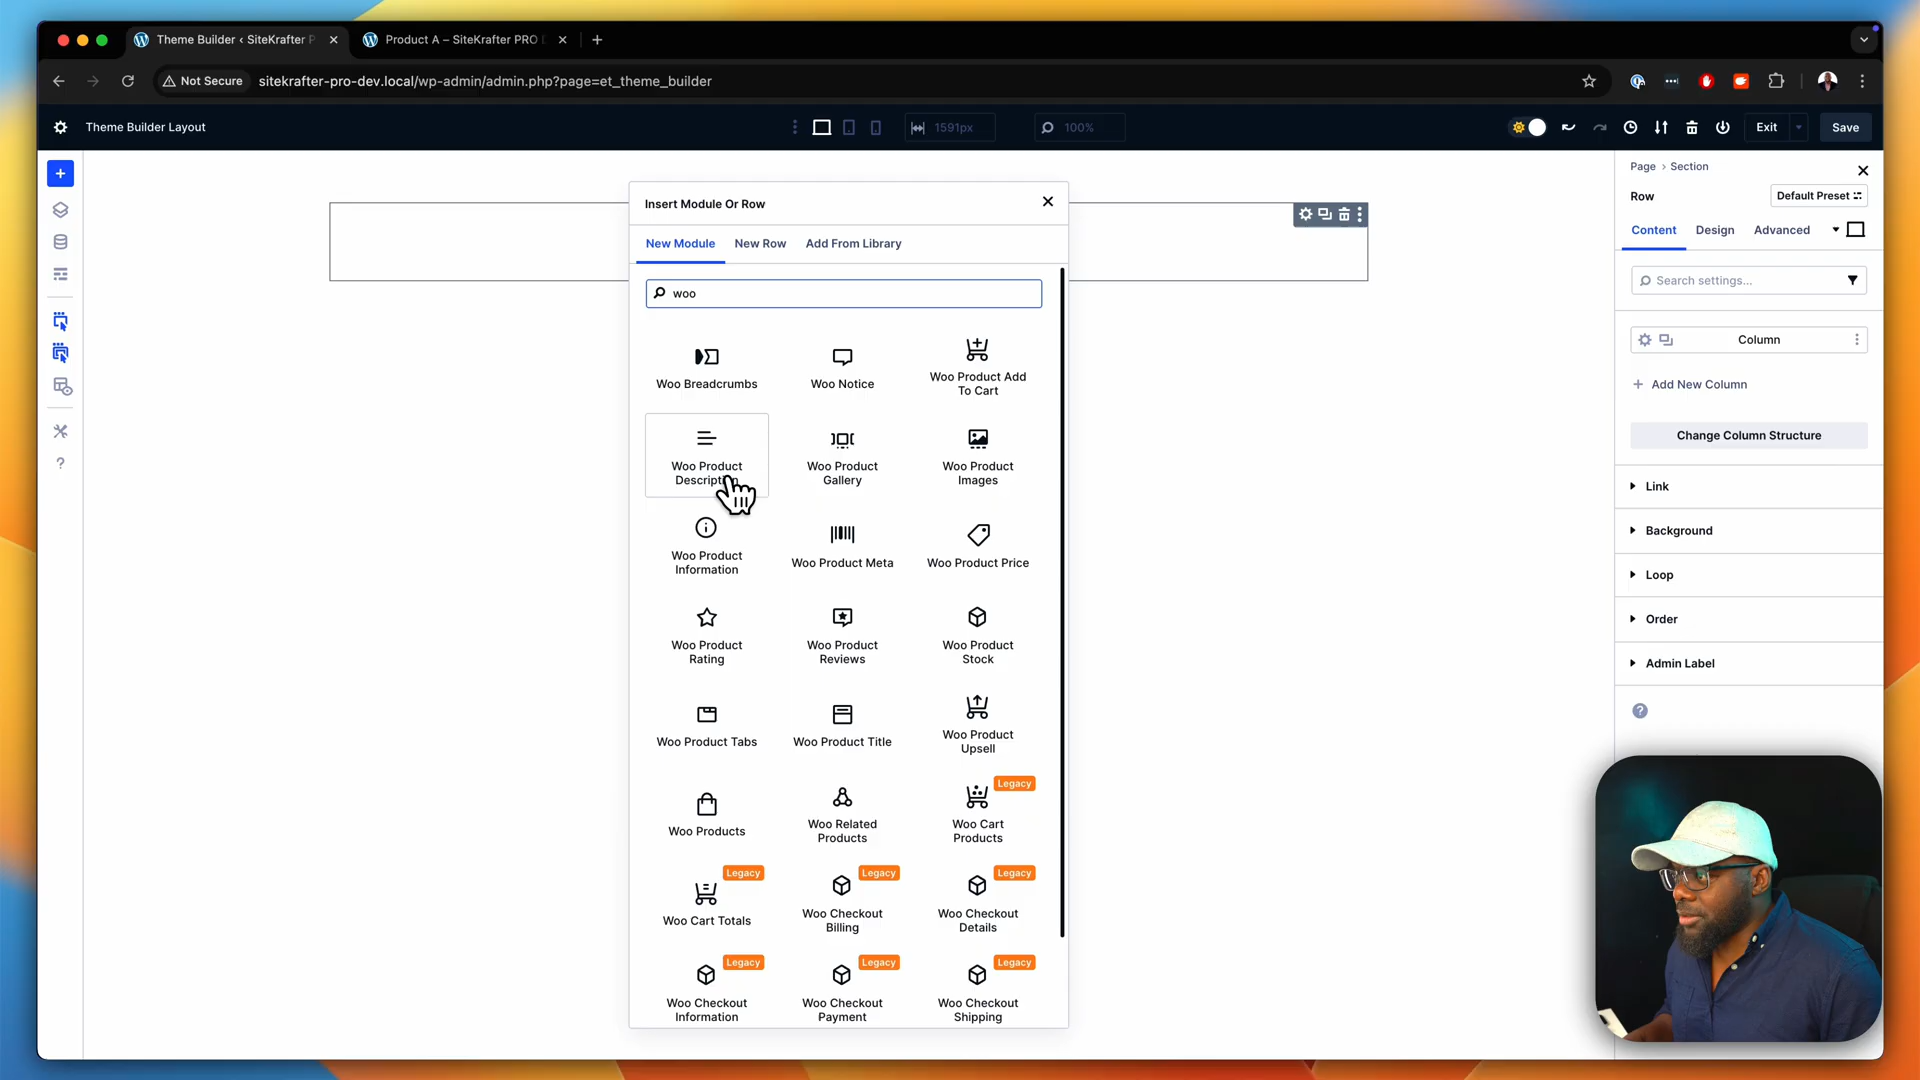 Theme Builder ‹ SiteKrafter P
Product A – SiteKrafter PRO
Not Secure
sitekrafter-pro-dev.local/wp-admin/admin.php?page=et_theme_builder
Theme Builder Layout
1591px
100%
Exit
Save
Page › Section
Row
Default Preset
Content
Design
Advanced
Search settings...
Column
Add New Column
Change Column Structure
Link
Background
Loop
Order
Admin Label
Insert Module Or Row
New Module
New Row
Add From Library
woo
Woo Breadcrumbs
Woo Notice
Woo Product Add
To Cart
Woo Product
Woo Product
Gallery
Woo Product
Images
Woo Product
Information
Woo Product Meta
Woo Product Price
Woo Product
Rating
Woo Product
Reviews
Woo Product
Stock
Woo Product Tabs
Woo Product Title
Woo Product
Upsell
Woo Products
Woo Related
Products
Legacy
Woo Cart
Products
Legacy
Woo Cart Totals
Legacy
Woo Checkout
Billing
Legacy
Woo Checkout
Details
Legacy
Woo Checkout
Information
Legacy
Woo Checkout
Payment
Legacy
Woo Checkout
Shipping